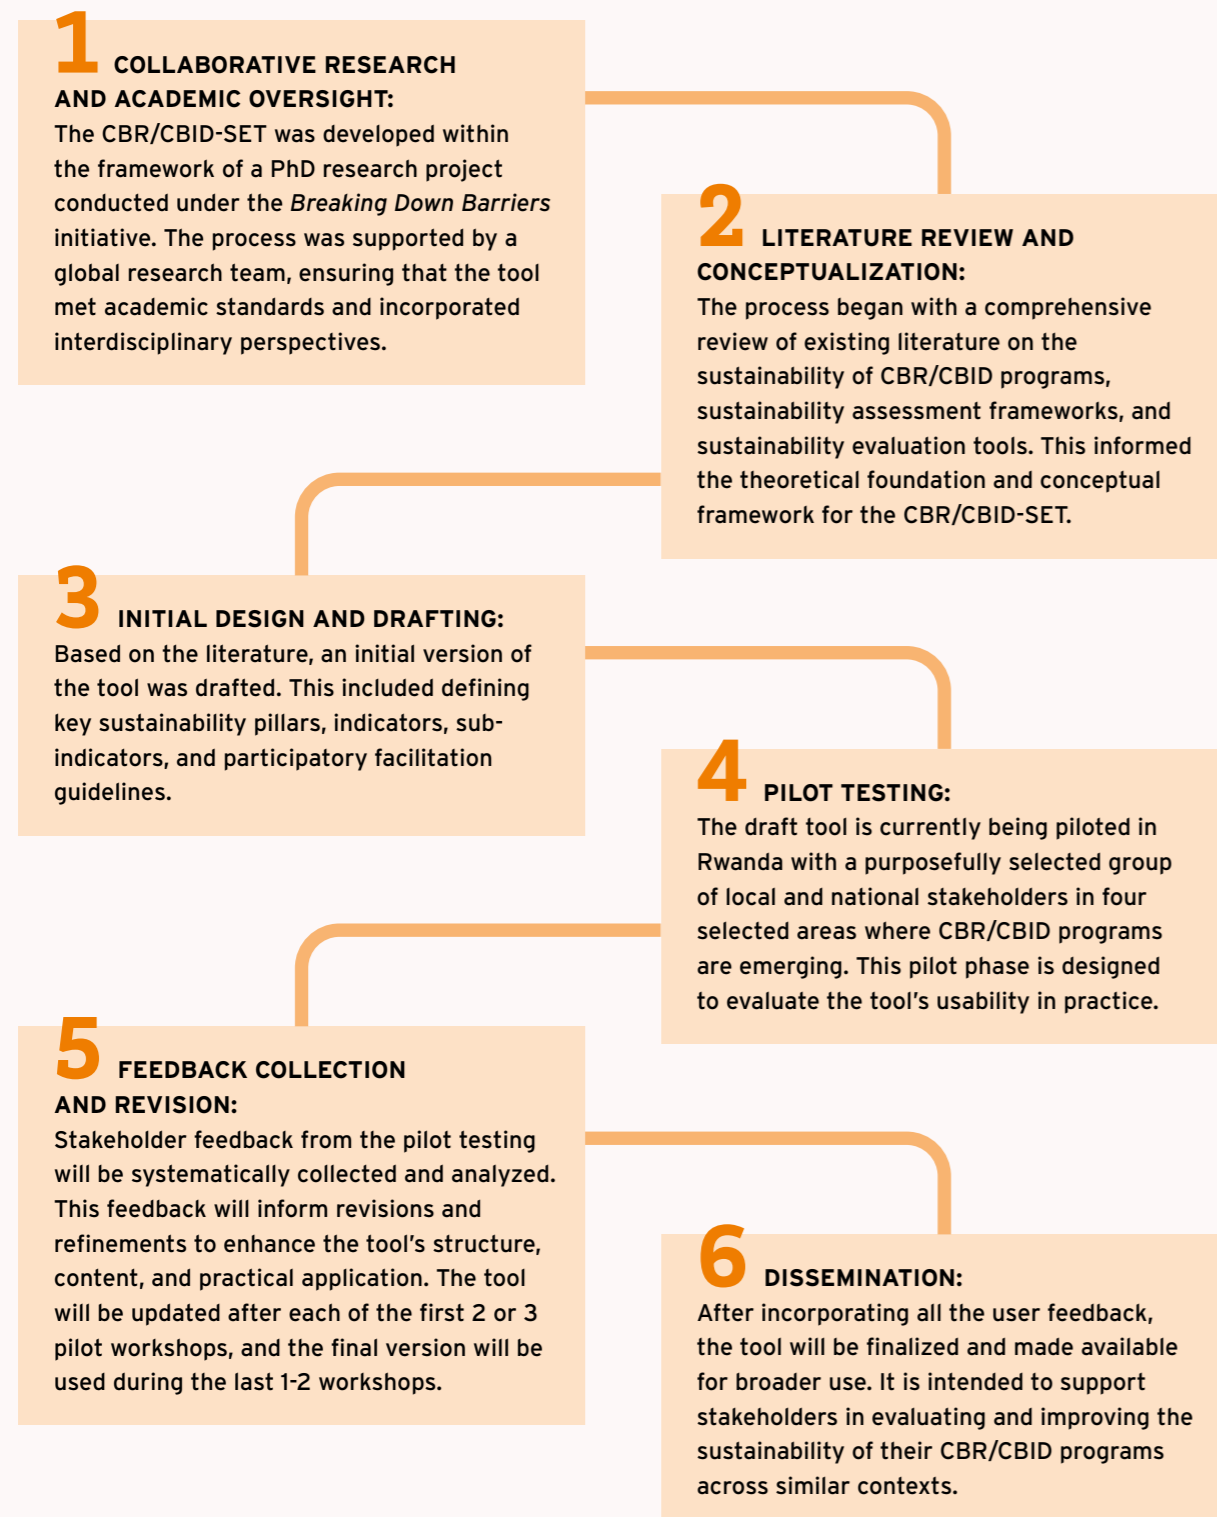 1 COLLABORATIVE RESEARCH
AND ACADEMIC OVERSIGHT:
The CBR/CBID-SET was developed within
the framework of a PhD research project
conducted under the Breaking Down Barriers
initiative. The process was supported by a
global research team, ensuring that the tool
met academic standards and incorporated
interdisciplinary perspectives.
2 LITERATURE REVIEW AND
CONCEPTUALIZATION:
The process began with a comprehensive
review of existing literature on the
sustainability of CBR/CBID programs,
sustainability assessment frameworks, and
sustainability evaluation tools. This informed
the theoretical foundation and conceptual
framework for the CBR/CBID-SET.
3 INITIAL DESIGN AND DRAFTING:
Based on the literature, an initial version of
the tool was drafted. This included defining
key sustainability pillars, indicators, sub-
indicators, and participatory facilitation
guidelines.
4 PILOT TESTING:
The draft tool is currently being piloted in
Rwanda with a purposefully selected group
of local and national stakeholders in four
selected areas where CBR/CBID programs
are emerging. This pilot phase is designed
to evaluate the tool's usability in practice.
5 FEEDBACK COLLECTION
AND REVISION:
Stakeholder feedback from the pilot testing
will be systematically collected and analyzed.
This feedback will inform revisions and
refinements to enhance the tool's structure,
content, and practical application. The tool
will be updated after each of the first 2 or 3
pilot workshops, and the final version will be
used during the last 1-2 workshops.
6 DISSEMINATION:
After incorporating all the user feedback,
the tool will be finalized and made available
for broader use. It is intended to support
stakeholders in evaluating and improving the
sustainability of their CBR/CBID programs
across similar contexts.